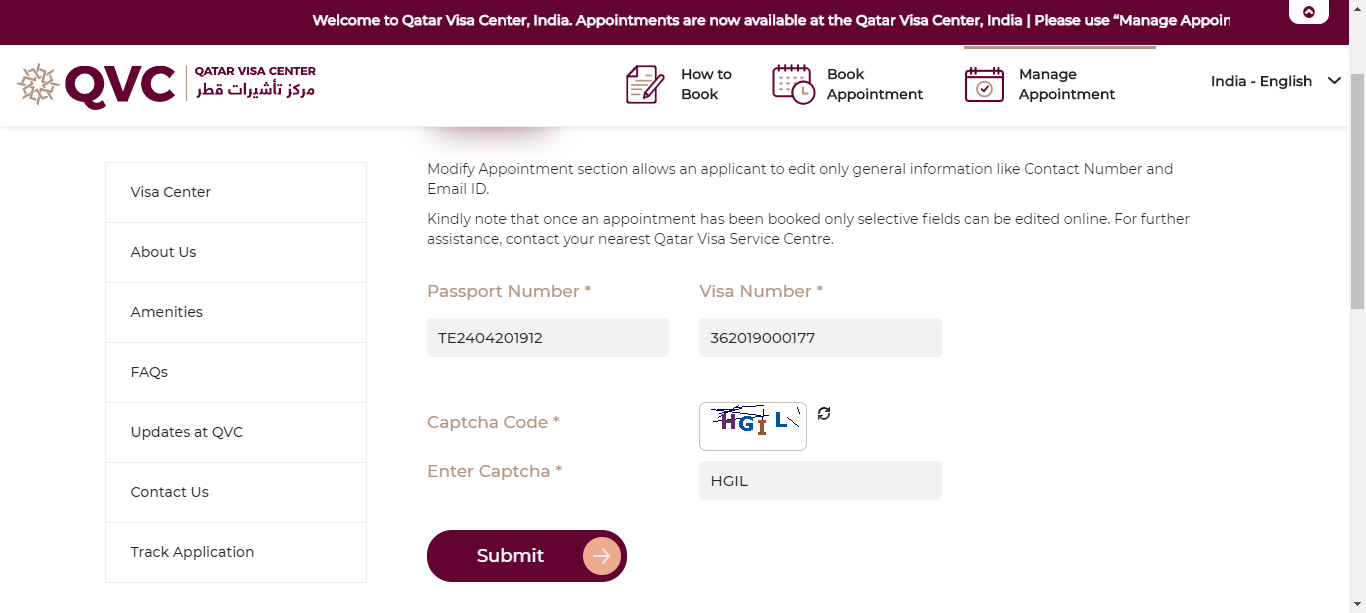 Welcome to Qatar Visa Center, India. Appointments are now available at the Qatar Visa Center, India | Please use “Manage Appoin
QVC
QATAR VISA CENTER
مركز تأشيرات قطر
How to
Book
Book
Appointment
Manage
Appointment
India - English
Visa Center
About Us
Amenities
FAQs
Updates at QVC
Contact Us
Track Application
Modify Appointment section allows an applicant to edit only general information like Contact Number and
Email ID.
Kindly note that once an appointment has been booked only selective fields can be edited online. For further
assistance, contact your nearest Qatar Visa Service Centre.
Passport Number *
Visa Number *
TE2404201912
362019000177
Captcha Code *
HGIL
Enter Captcha *
HGIL
Submit